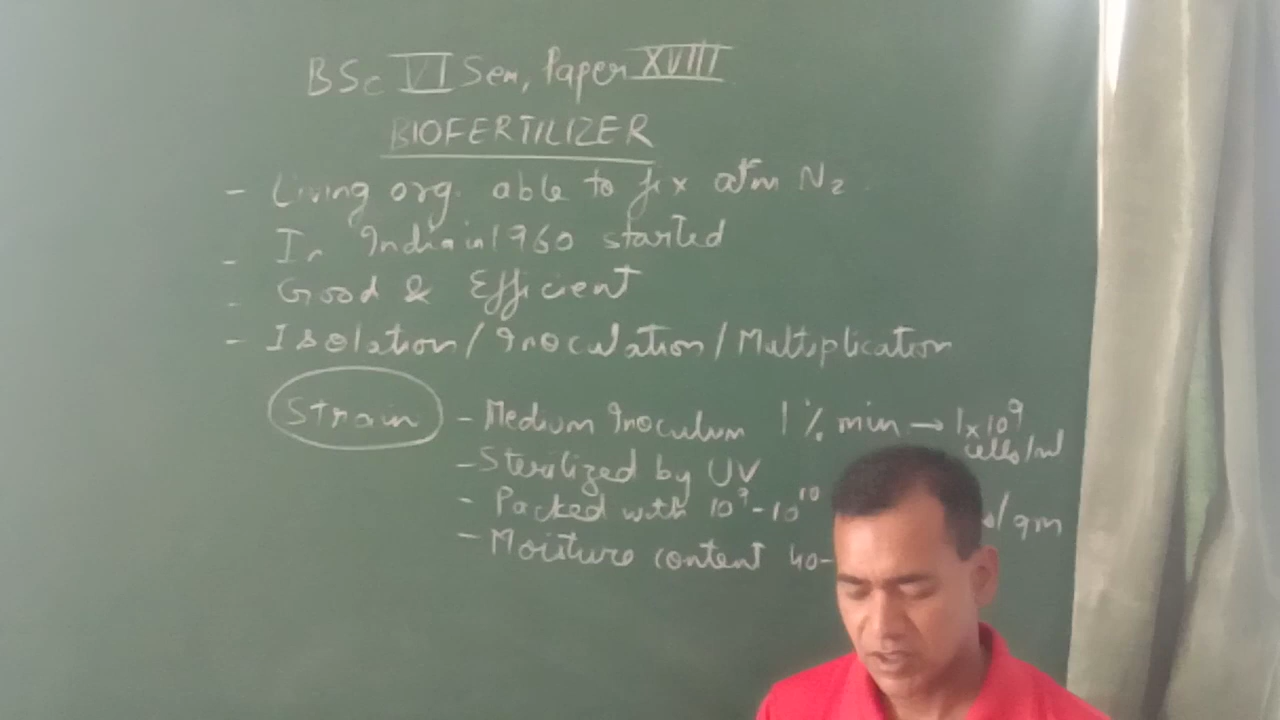 BSc VI Sem, Paper XVIII
BIOFERTILIZER
- Living org. able to fix atm N₂
- In India in 1960 started
- Good & Efficient
- Isolation/Inoculation/Multiplication
Strain - Medium Inoculum 1% min → 1x10⁹ cells/ml
- Sterilized by UV
- Packed with 10⁹-10¹⁰ /gm
- Moisture content 40-